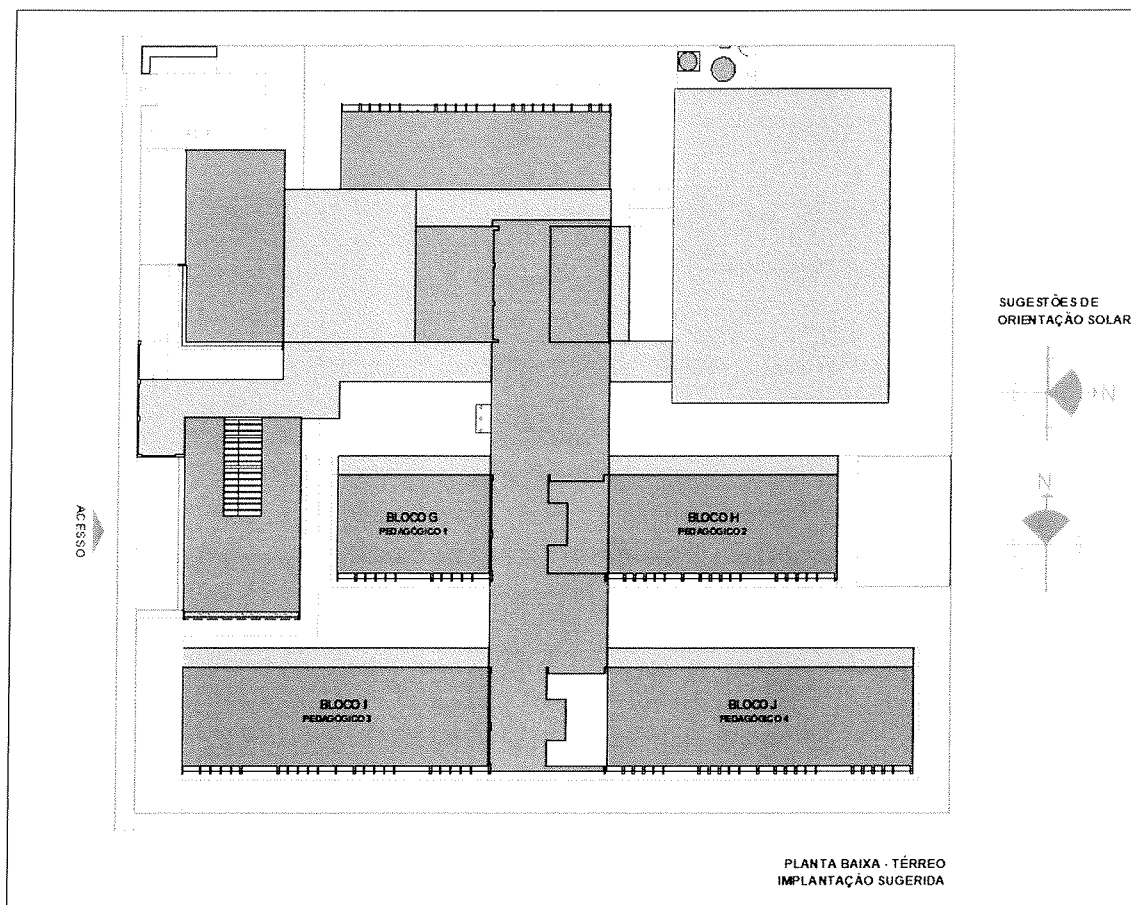 SUGESTÕES DE
ORIENTAÇÃO SOLAR
N
N
ACESSO
BLOCO G
PEDAGÓGICO 1
BLOCO H
PEDAGÓGICO 2
BLOCO I
PEDAGÓGICO 3
BLOCO J
PEDAGÓGICO 4
PLANTA BAIXA - TÉRREO
IMPLANTAÇÃO SUGERIDA